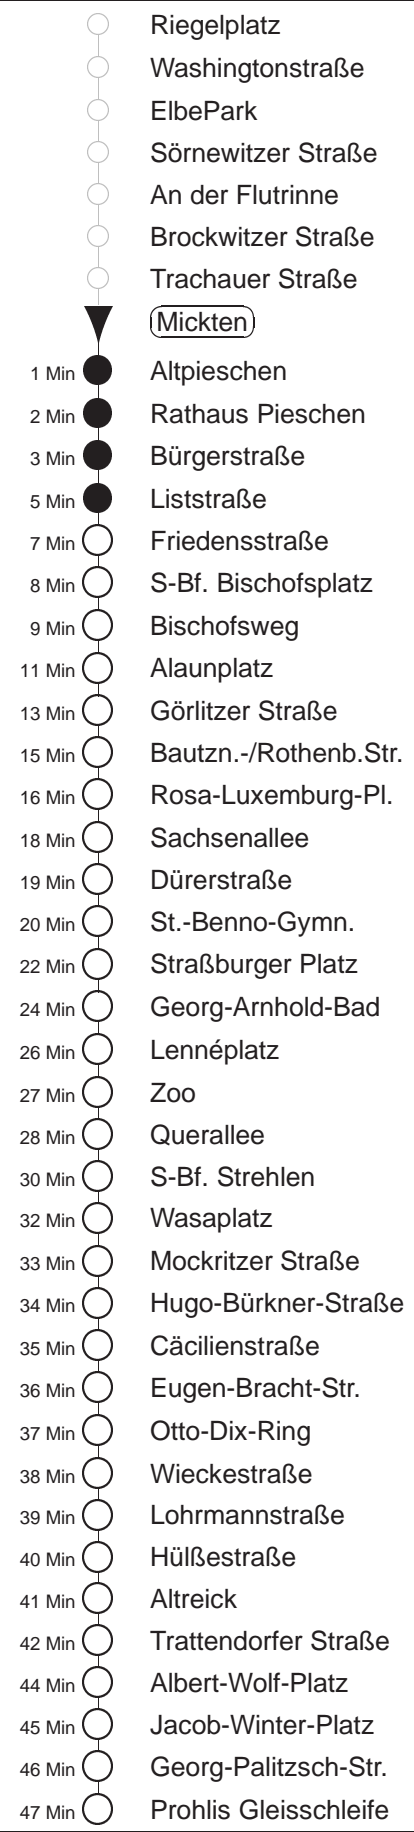 Riegelplatz
Washingtonstraße
ElbePark
Sörnewitzer Straße
An der Flutrinne
Brockwitzer Straße
Trachauer Straße
Mickten
1 Min Altpieschen
2 Min Rathaus Pieschen
3 Min Bürgerstraße
5 Min Liststraße
7 Min Friedensstraße
8 Min S-Bf. Bischofsplatz
9 Min Bischofsweg
11 Min Alaunplatz
13 Min Görlitzer Straße
15 Min Bautzn.-/Rothenb.Str.
16 Min Rosa-Luxemburg-Pl.
18 Min Sachsenallee
19 Min Dürerstraße
20 Min St.-Benno-Gymn.
22 Min Straßburger Platz
24 Min Georg-Arnhold-Bad
26 Min Lennéplatz
27 Min Zoo
28 Min Querallee
30 Min S-Bf. Strehlen
32 Min Wasaplatz
33 Min Mockritzer Straße
34 Min Hugo-Bürkner-Straße
35 Min Cäcilienstraße
36 Min Eugen-Bracht-Str.
37 Min Otto-Dix-Ring
38 Min Wieckestraße
39 Min Lohrmannstraße
40 Min Hülßestraße
41 Min Altreick
42 Min Trattendorfer Straße
44 Min Albert-Wolf-Platz
45 Min Jacob-Winter-Platz
46 Min Georg-Palitzsch-Str.
47 Min Prohlis Gleisschleife